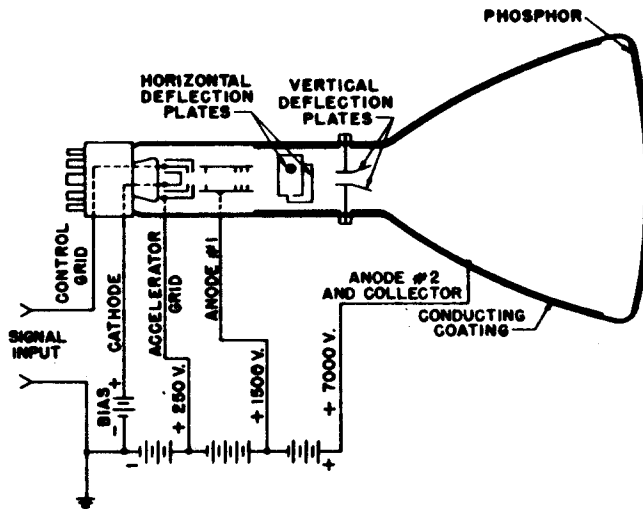 PHOSPHOR
HORIZONTAL
DEFLECTION
PLATES
VERTICAL
DEFLECTION
PLATES
CONTROL
GRID
CATHODE
ACCELERATOR
GRID
ANODE #1
ANODE #2
AND COLLECTOR
CONDUCTING
COATING
SIGNAL
INPUT
BIAS
+
-
+ 250 V.
+ 1500 V.
+ 7000 V.
-
+